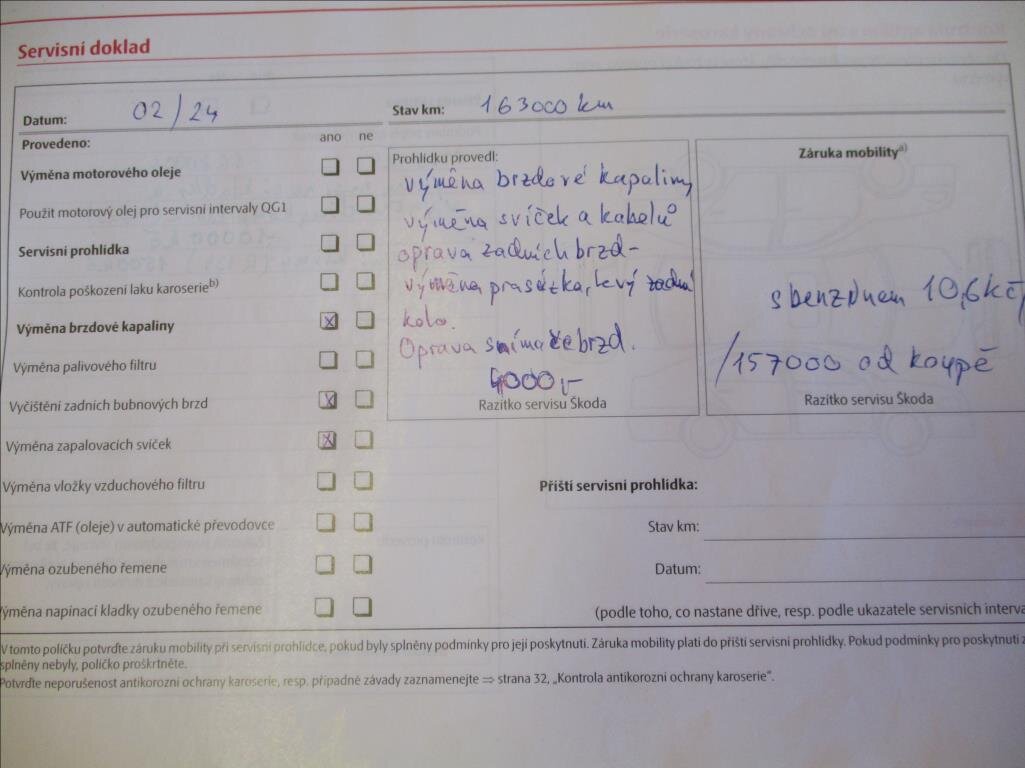 Servisní doklad
Datum: 02/24
Stav km: 163000 km
Provedeno:
ano ne
Výměna motorového oleje
Použit motorový olej pro servisní intervaly QG1
Servisní prohlídka
Kontrola poškození laku karoserie b)
Výměna brzdové kapaliny
Výměna palivového filtru
Vyčištění zadních bubnových brzd
Výměna zapalovacích svíček
Výměna vložky vzduchového filtru
Výměna ATF (oleje) v automatické převodovce
Výměna ozubeného řemene
Výměna napínací kladky ozubeného řemene
Prohlídku provedl:
výměna brzdové kapaliny
výměna svíček a kabelů
oprava zadních brzd-
výměna prasátka, levý zadní
kolo.
Oprava snímače brzd.
4000,-
Razítko servisu Škoda
Záruka mobility a)
s benzínem 10,6kč
/157000 od koupě
Razítko servisu Škoda
Příští servisní prohlídka:
Stav km:
Datum:
(podle toho, co nastane dříve, resp. podle ukazatele servisních interva
V tomto políčku potvrďte záruku mobility při servisní prohlídce, pokud byly splněny podmínky pro její poskytnutí. Záruka mobility platí do příští servisní prohlídky. Pokud podmínky pro poskytnutí z
splněny nebyly, políčko proškrtněte.
Potvrďte neporušenost antikorozní ochrany karoserie, resp. případné závady zaznamenejte ⇒ strana 32, „Kontrola antikorozní ochrany karoserie“.